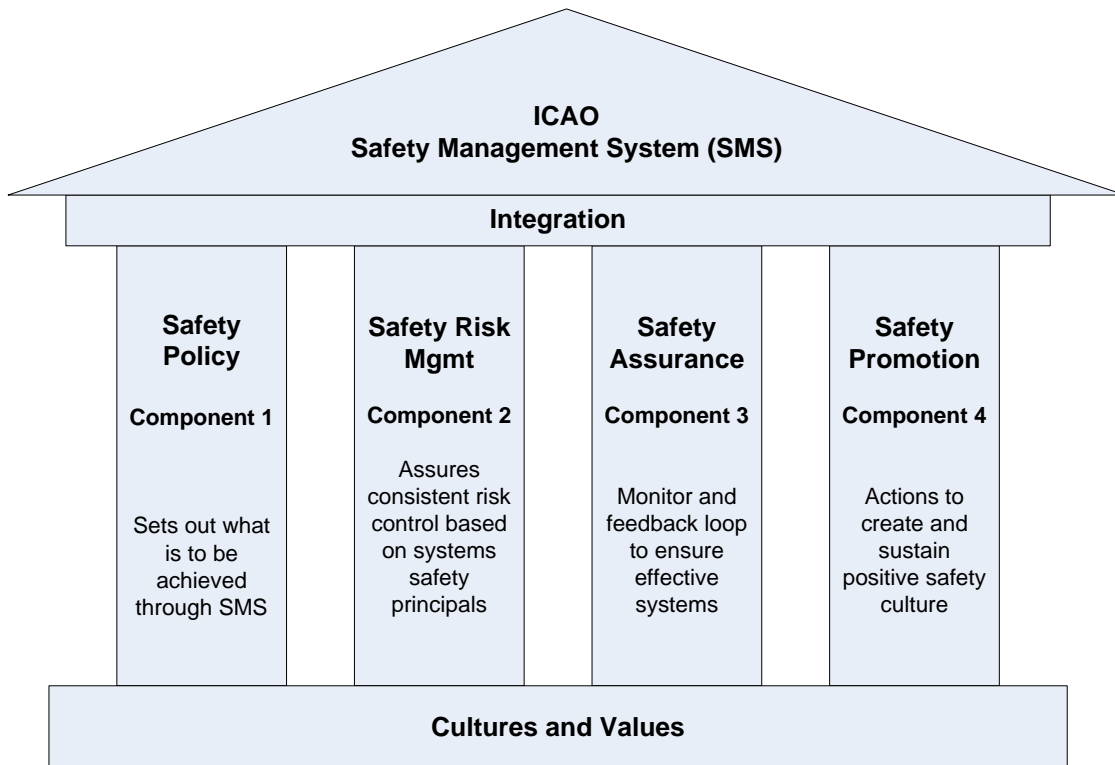 ICAO
Safety Management System (SMS)
Integration
Safety
Policy
Component 1
Sets out what
is to be
achieved
through SMS
Safety Risk
Mgmt
Component 2
Assures
consistent risk
control based
on systems
safety
principals
Safety
Assurance
Component 3
Monitor and
feedback loop
to ensure
effective
systems
Safety
Promotion
Component 4
Actions to
create and
sustain
positive safety
culture
Cultures and Values